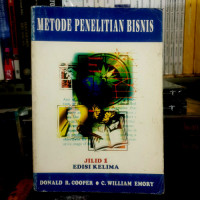 METODE PENELITIAN BISNIS
JILID 1
EDISI KELIMA
DONALD R. COOPER ● C. WILLIAM EMORY